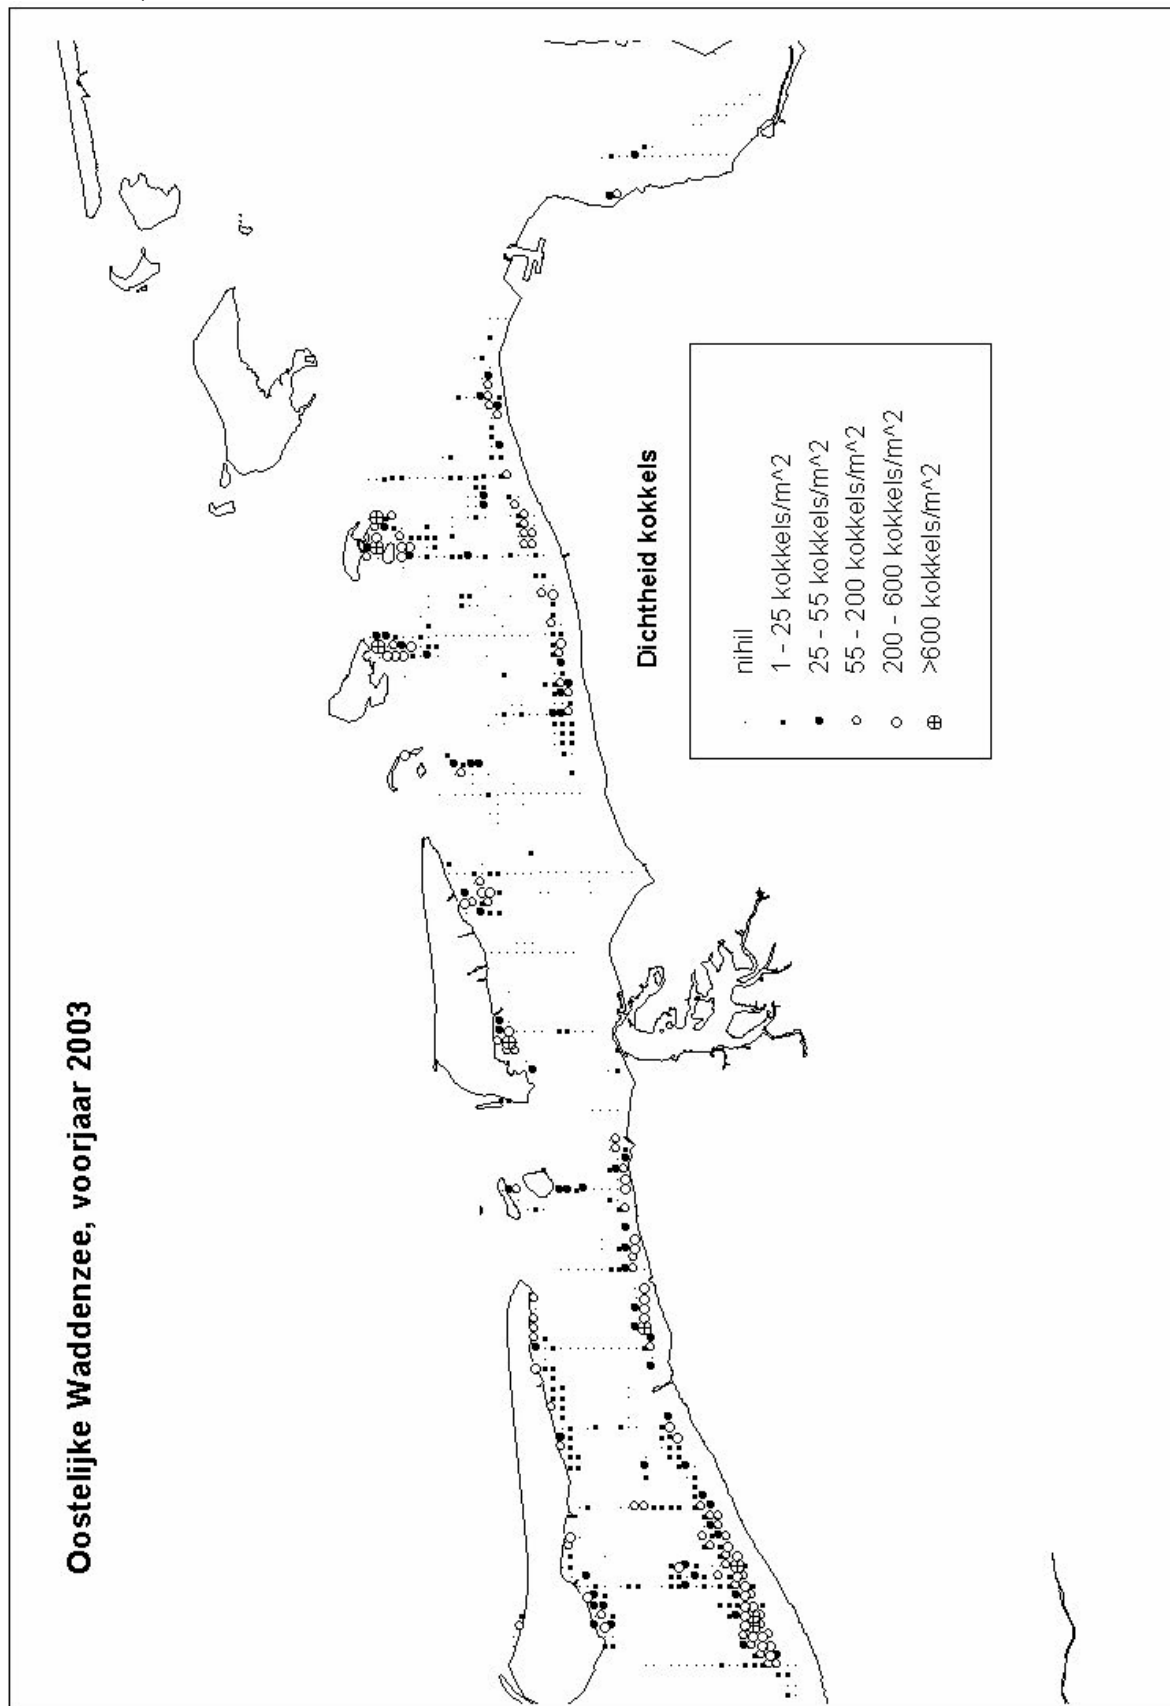 Oostelijke Waddenzee, voorjaar 2003
Dichtheid kokkels
nihil
1 - 25 kokkels/m^2
25 - 55 kokkels/m^2
55 - 200 kokkels/m^2
200 - 600 kokkels/m^2
>600 kokkels/m^2